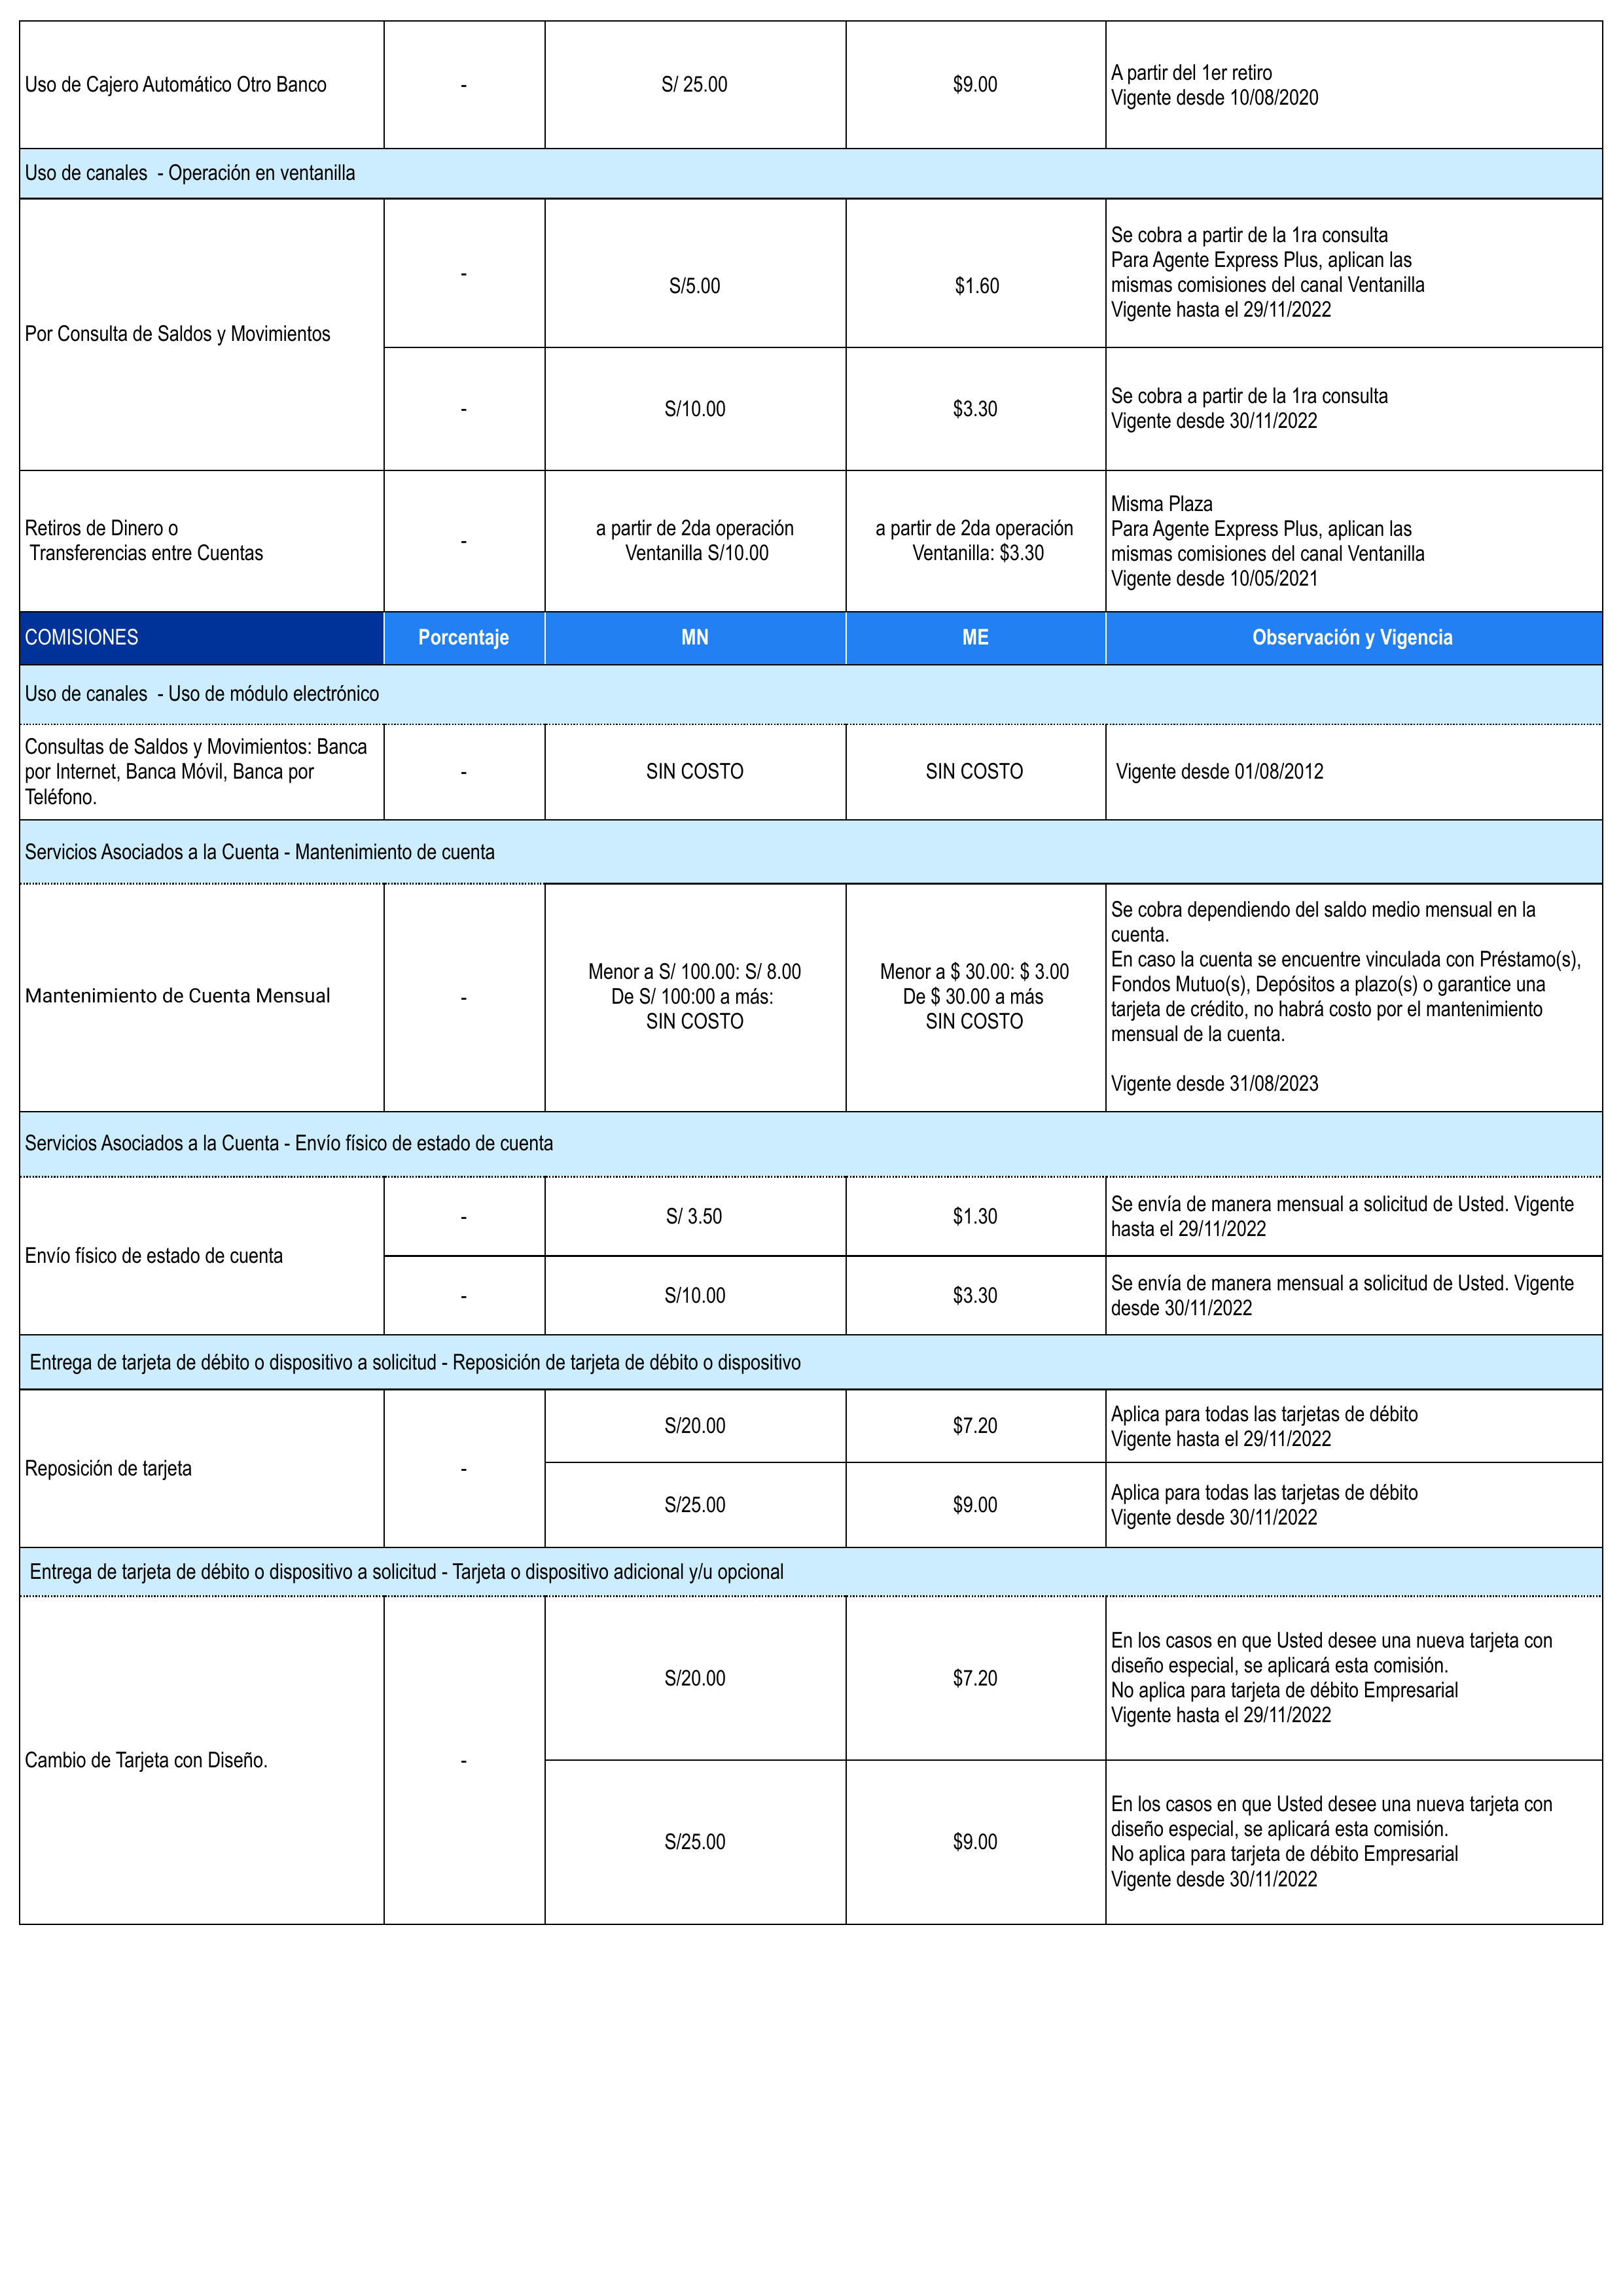 Uso de Cajero Automático Otro Banco
-
S/ 25.00
$9.00
A partir del 1er retiro
Vigente desde 10/08/2020
Uso de canales  - Operación en ventanilla
Por Consulta de Saldos y Movimientos
-
S/5.00
$1.60
Se cobra a partir de la 1ra consulta
Para Agente Express Plus, aplican las
mismas comisiones del canal Ventanilla
Vigente hasta el 29/11/2022
-
S/10.00
$3.30
Se cobra a partir de la 1ra consulta
Vigente desde 30/11/2022
Retiros de Dinero o
Transferencias entre Cuentas
-
a partir de 2da operación
Ventanilla S/10.00
a partir de 2da operación
Ventanilla: $3.30
Misma Plaza
Para Agente Express Plus, aplican las
mismas comisiones del canal Ventanilla
Vigente desde 10/05/2021
COMISIONES
Porcentaje
MN
ME
Observación y Vigencia
Uso de canales  - Uso de módulo electrónico
Consultas de Saldos y Movimientos: Banca
por Internet, Banca Móvil, Banca por
Teléfono.
-
SIN COSTO
SIN COSTO
Vigente desde 01/08/2012
Servicios Asociados a la Cuenta - Mantenimiento de cuenta
Mantenimiento de Cuenta Mensual
-
Menor a S/ 100.00: S/ 8.00
De S/ 100:00 a más:
SIN COSTO
Menor a $ 30.00: $ 3.00
De $ 30.00 a más
SIN COSTO
Se cobra dependiendo del saldo medio mensual en la
cuenta.
En caso la cuenta se encuentre vinculada con Préstamo(s),
Fondos Mutuo(s), Depósitos a plazo(s) o garantice una
tarjeta de crédito, no habrá costo por el mantenimiento
mensual de la cuenta.
Vigente desde 31/08/2023
Servicios Asociados a la Cuenta - Envío físico de estado de cuenta
Envío físico de estado de cuenta
-
S/ 3.50
$1.30
Se envía de manera mensual a solicitud de Usted. Vigente
hasta el 29/11/2022
-
S/10.00
$3.30
Se envía de manera mensual a solicitud de Usted. Vigente
desde 30/11/2022
Entrega de tarjeta de débito o dispositivo a solicitud - Reposición de tarjeta de débito o dispositivo
Reposición de tarjeta
-
S/20.00
$7.20
Aplica para todas las tarjetas de débito
Vigente hasta el 29/11/2022
S/25.00
$9.00
Aplica para todas las tarjetas de débito
Vigente desde 30/11/2022
Entrega de tarjeta de débito o dispositivo a solicitud - Tarjeta o dispositivo adicional y/u opcional
Cambio de Tarjeta con Diseño.
-
S/20.00
$7.20
En los casos en que Usted desee una nueva tarjeta con
diseño especial, se aplicará esta comisión.
No aplica para tarjeta de débito Empresarial
Vigente hasta el 29/11/2022
S/25.00
$9.00
En los casos en que Usted desee una nueva tarjeta con
diseño especial, se aplicará esta comisión.
No aplica para tarjeta de débito Empresarial
Vigente desde 30/11/2022